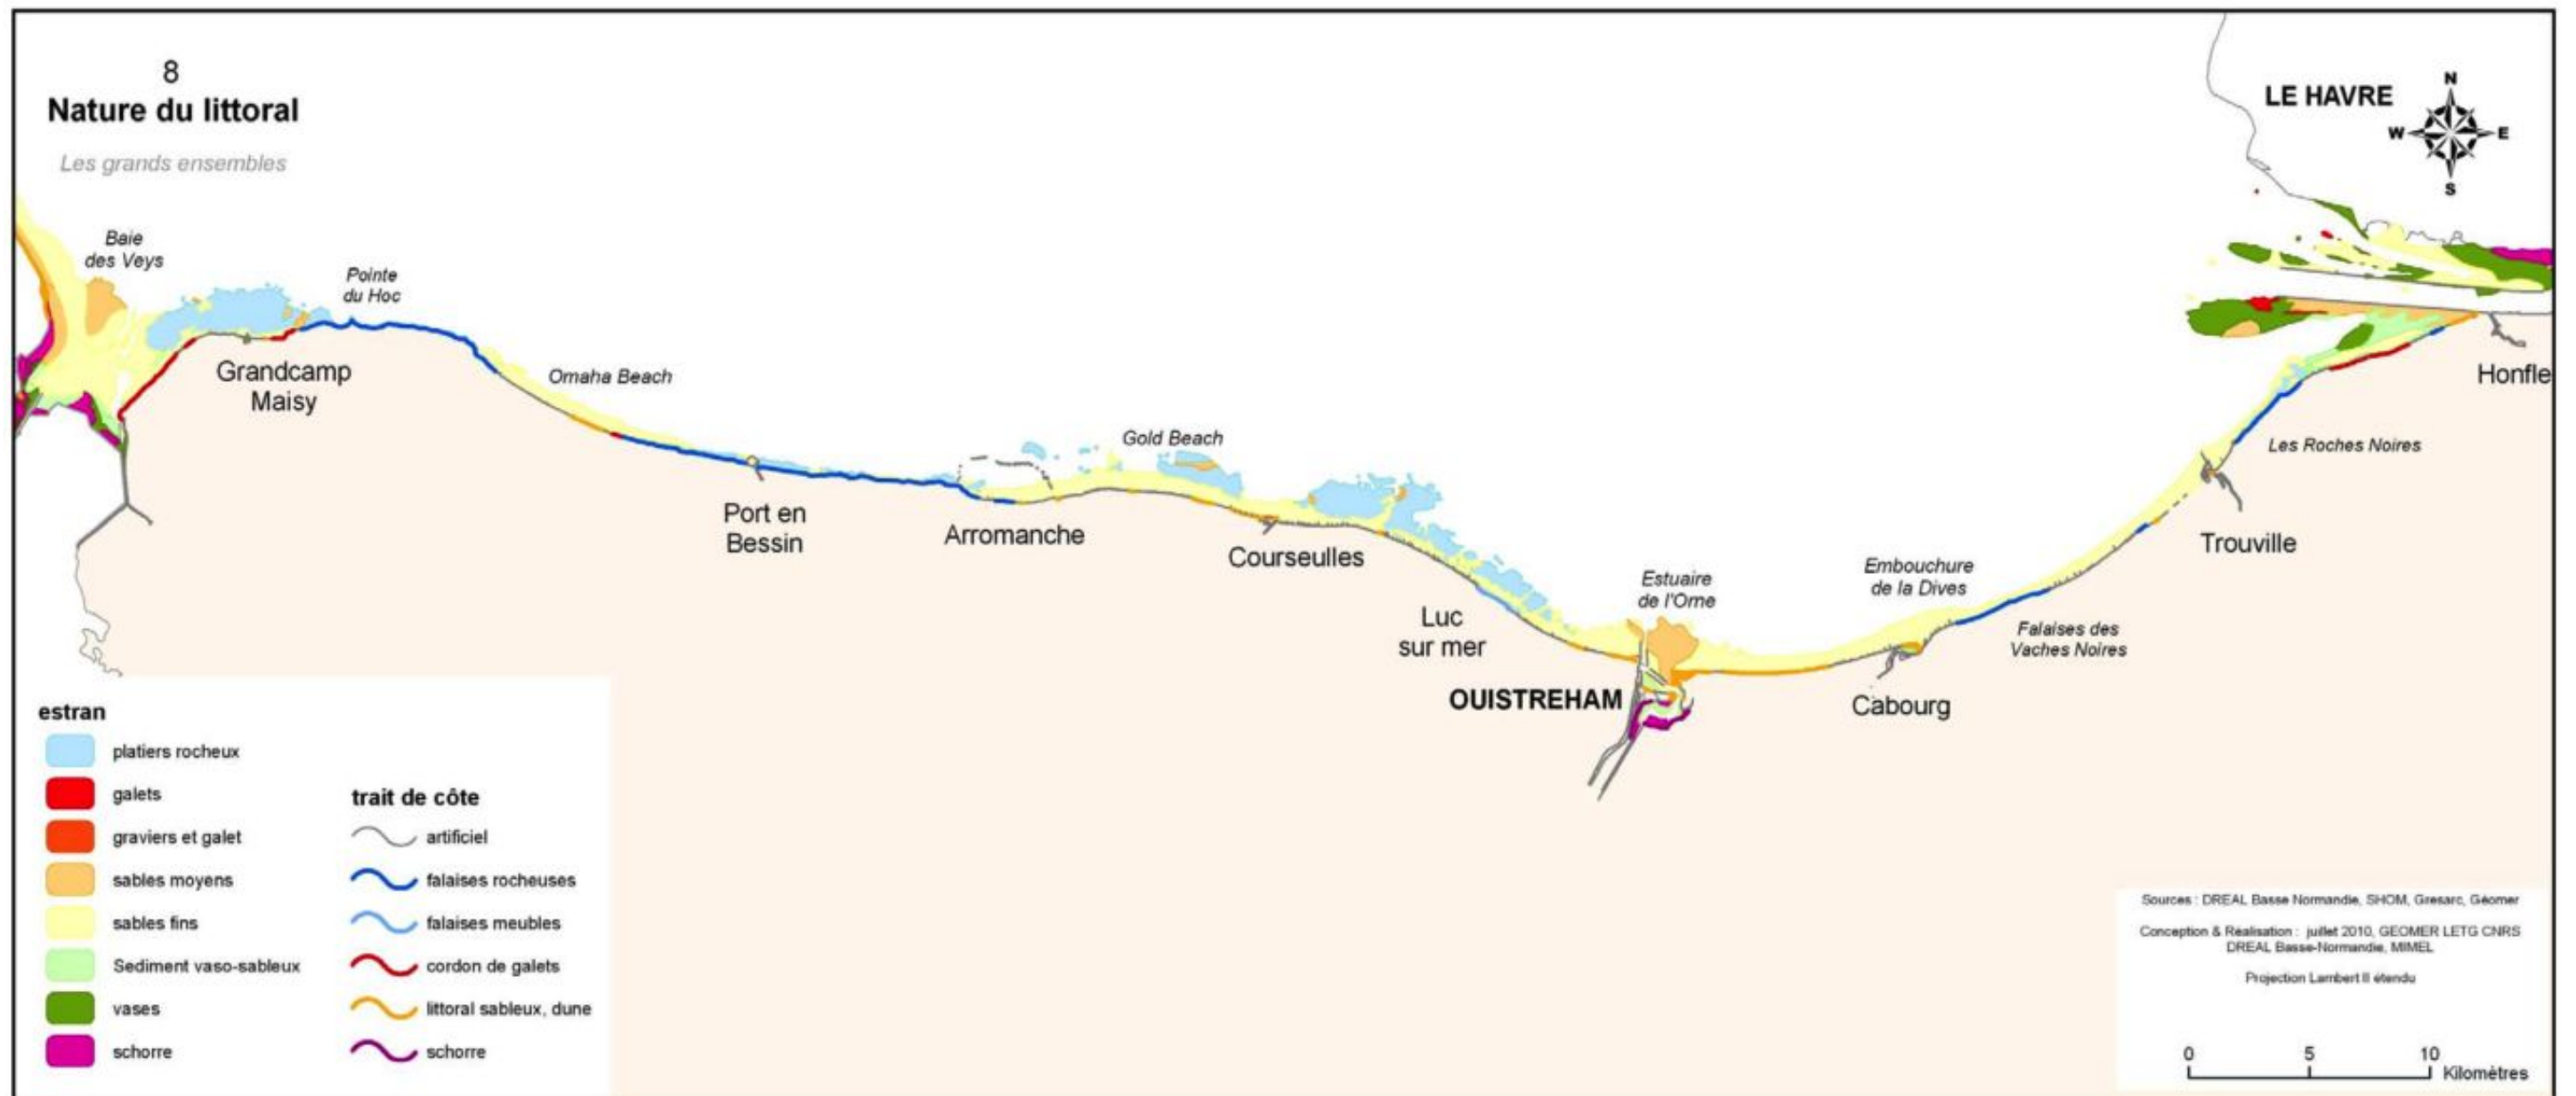 8
Nature du littoral
Les grands ensembles
LE HAVRE
N
W
E
S
Baie
des Veys
Pointe
du Hoc
Grandcamp
Maisy
Omaha Beach
Port en
Bessin
Arromanche
Gold Beach
Courseulles
Luc
sur mer
Estuaire
de l'Orne
OUISTREHAM
Embouchure
de la Dives
Cabourg
Falaises des
Vaches Noires
Trouville
Les Roches Noires
Honfle
estran
platiers rocheux
galets
graviers et galet
sables moyens
sables fins
Sediment vaso-sableux
vases
schorre
trait de côte
artificiel
falaises rocheuses
falaises meubles
cordon de galets
littoral sableux, dune
schorre
Sources : DREAL Basse Normandie, SHOM, Gresarc, Géomer
Conception & Réalisation : juillet 2010, GEOMER LETG CNRS
DREAL Basse-Normandie, MIMEL
Projection Lambert II étendu
0 5 10
Kilomètres